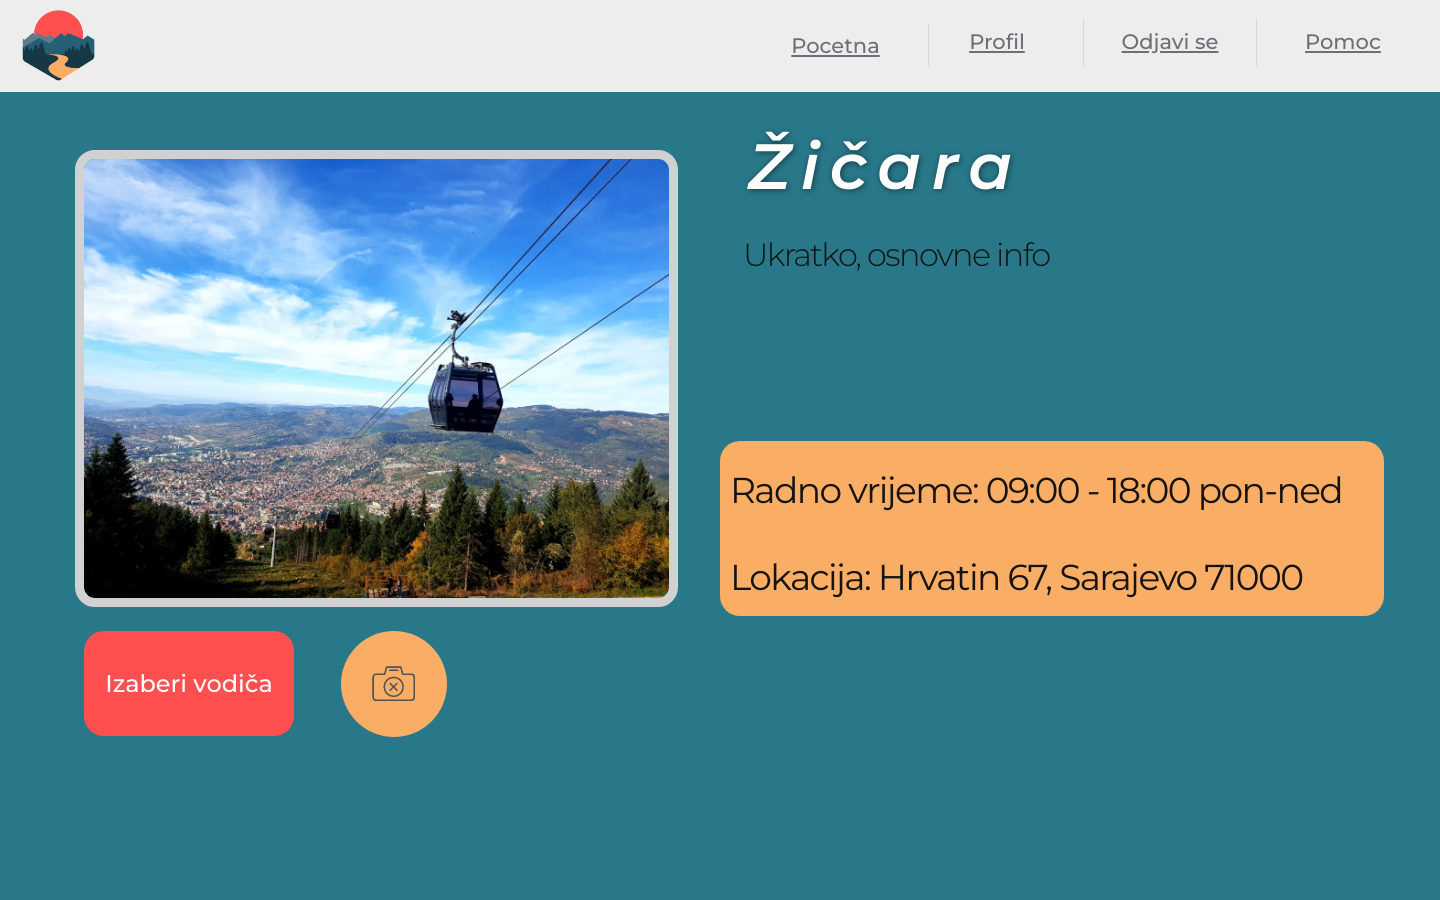 Pocetna
Profil
Odjavi se
Pomoc
Žičara
Ukratko, osnovne info
Radno vrijeme: 09:00 - 18:00 pon-ned
Lokacija: Hrvatin 67, Sarajevo 71000
Izaberi vodiča